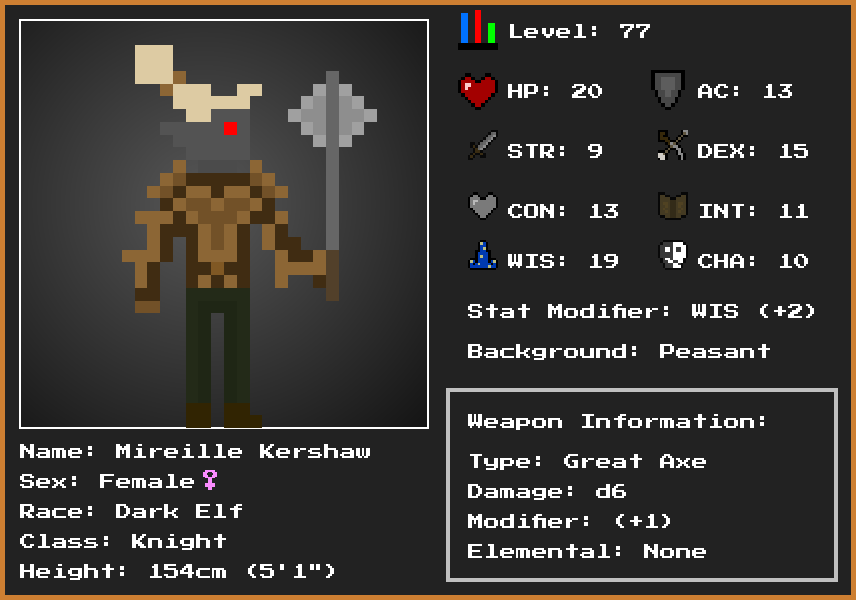 Level: 77
HP: 20 AC: 13
STR: 9 DEX: 15
CON: 13 INT: 11
WIS: 19 CHA: 10
Stat Modifier: WIS (+2)
Background: Peasant
Weapon Information:
Type: Great Axe
Damage: d6
Modifier: (+1)
Elemental: None
Name: Mireille Kershaw
Sex: Female♀
Race: Dark Elf
Class: Knight
Height: 154cm (5'1")